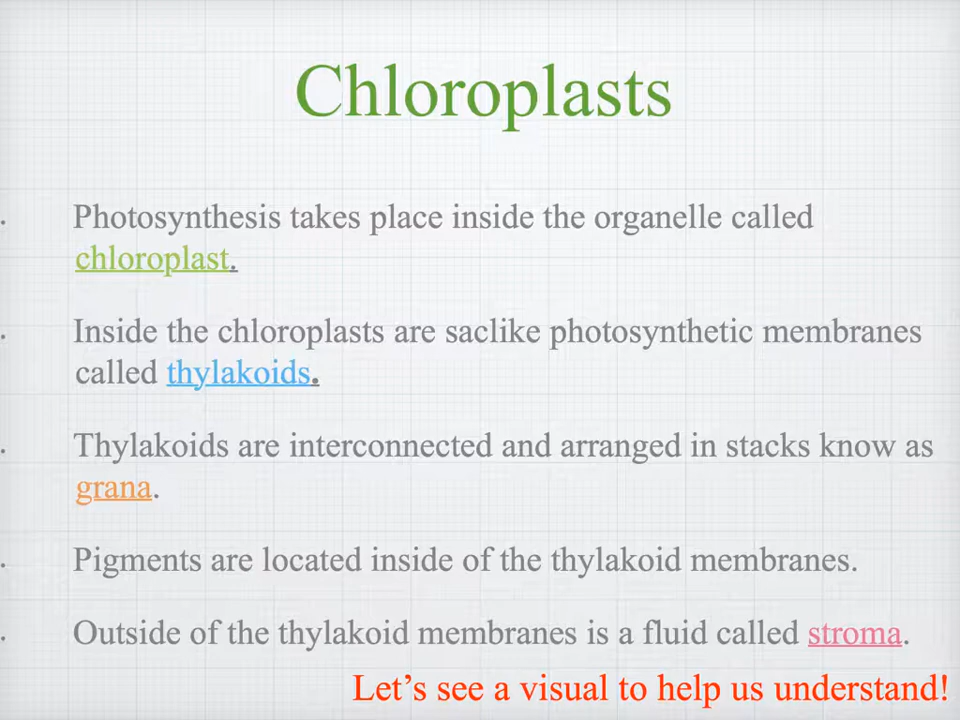 Chloroplasts
• Photosynthesis takes place inside the organelle called
chloroplast.
• Inside the chloroplasts are saclike photosynthetic membranes
called thylakoids.
• Thylakoids are interconnected and arranged in stacks know as
grana.
• Pigments are located inside of the thylakoid membranes.
• Outside of the thylakoid membranes is a fluid called stroma.
Let’s see a visual to help us understand!